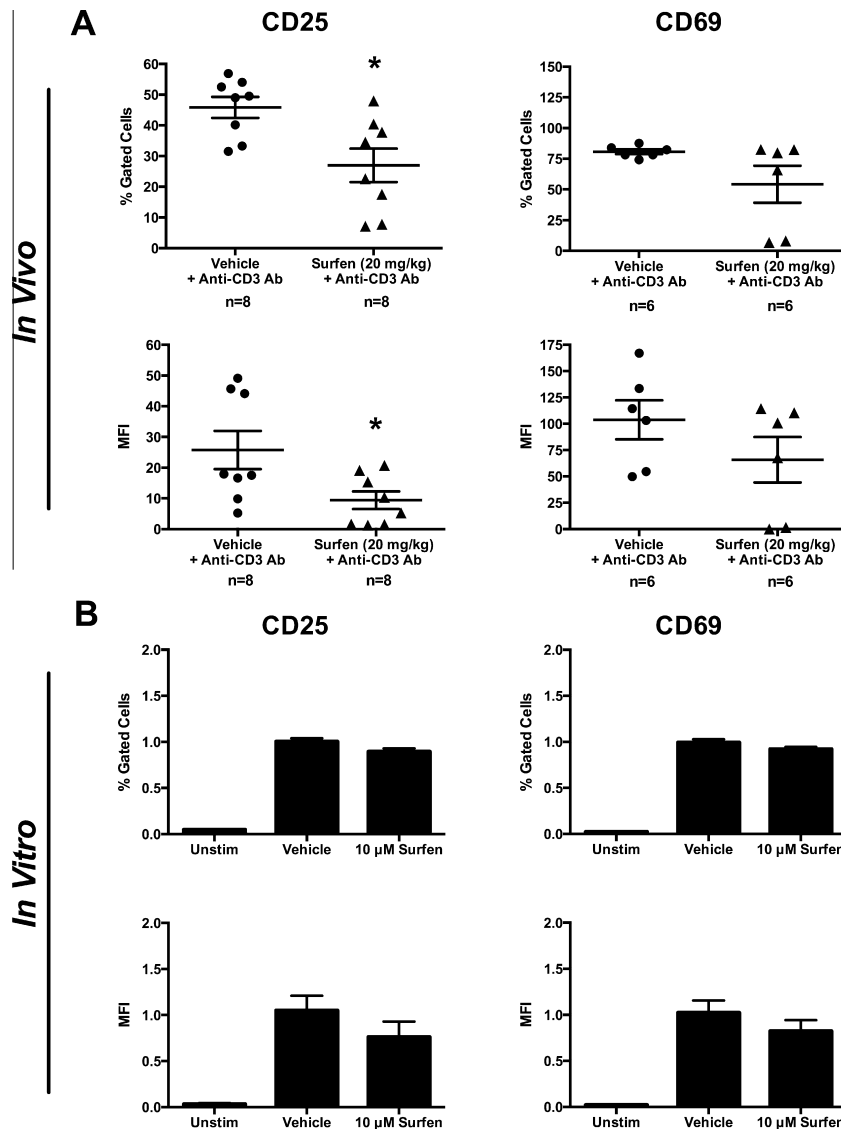 A
CD25
CD69
In Vivo
% Gated Cells
60
50
40
30
20
10
0
*
Vehicle
+ Anti-CD3 Ab
n=8
Surfen (20 mg/kg)
+ Anti-CD3 Ab
n=8
% Gated Cells
150
125
100
75
50
25
0
Vehicle
+ Anti-CD3 Ab
n=6
Surfen (20 mg/kg)
+ Anti-CD3 Ab
n=6
MFI
60
50
40
30
20
10
0
*
Vehicle
+ Anti-CD3 Ab
n=8
Surfen (20 mg/kg)
+ Anti-CD3 Ab
n=8
MFI
175
150
125
100
75
50
25
0
Vehicle
+ Anti-CD3 Ab
n=6
Surfen (20 mg/kg)
+ Anti-CD3 Ab
n=6
B
CD25
CD69
In Vitro
% Gated Cells
2.0
1.5
1.0
0.5
0.0
Unstim Vehicle 10 µM Surfen
% Gated Cells
2.0
1.5
1.0
0.5
0.0
Unstim Vehicle 10 µM Surfen
MFI
2.0
1.5
1.0
0.5
0.0
Unstim Vehicle 10 µM Surfen
MFI
2.0
1.5
1.0
0.5
0.0
Unstim Vehicle 10 µM Surfen